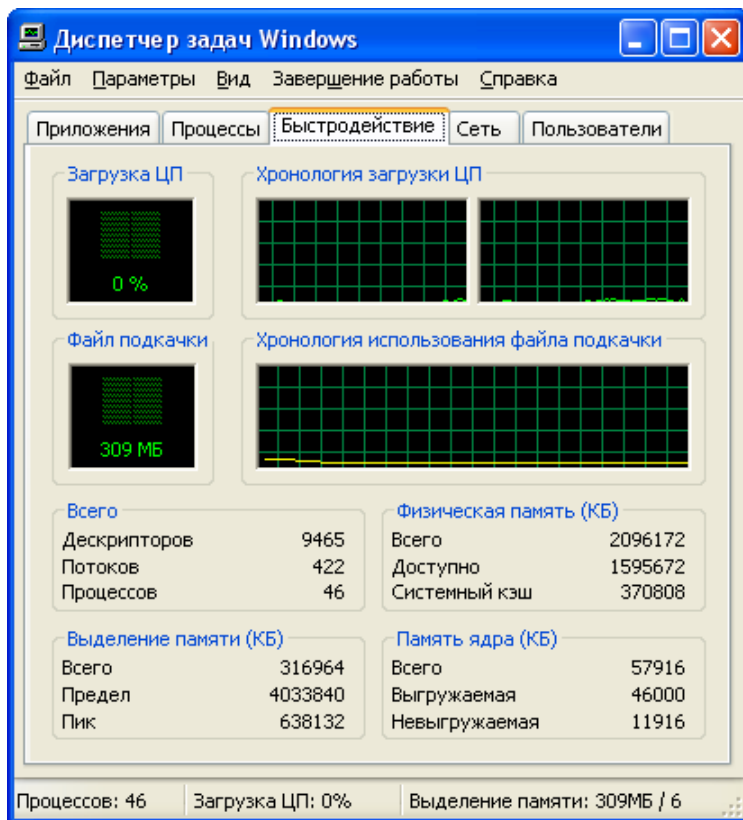 Диспетчер задач Windows
Файл Параметры Вид Завершение работы Справка
Приложения Процессы Быстродействие Сеть Пользователи
Загрузка ЦП
0 %
Хронология загрузки ЦП
Файл подкачки
309 МБ
Хронология использования файла подкачки
Всего
Дескрипторов 9465
Потоков 422
Процессов 46
Физическая память (КБ)
Всего 2096172
Доступно 1595672
Системный кэш 370808
Выделение памяти (КБ)
Всего 316964
Предел 4033840
Пик 638132
Память ядра (КБ)
Всего 57916
Выгружаемая 46000
Невыгружаемая 11916
Процессов: 46 Загрузка ЦП: 0% Выделение памяти: 309МБ / 6